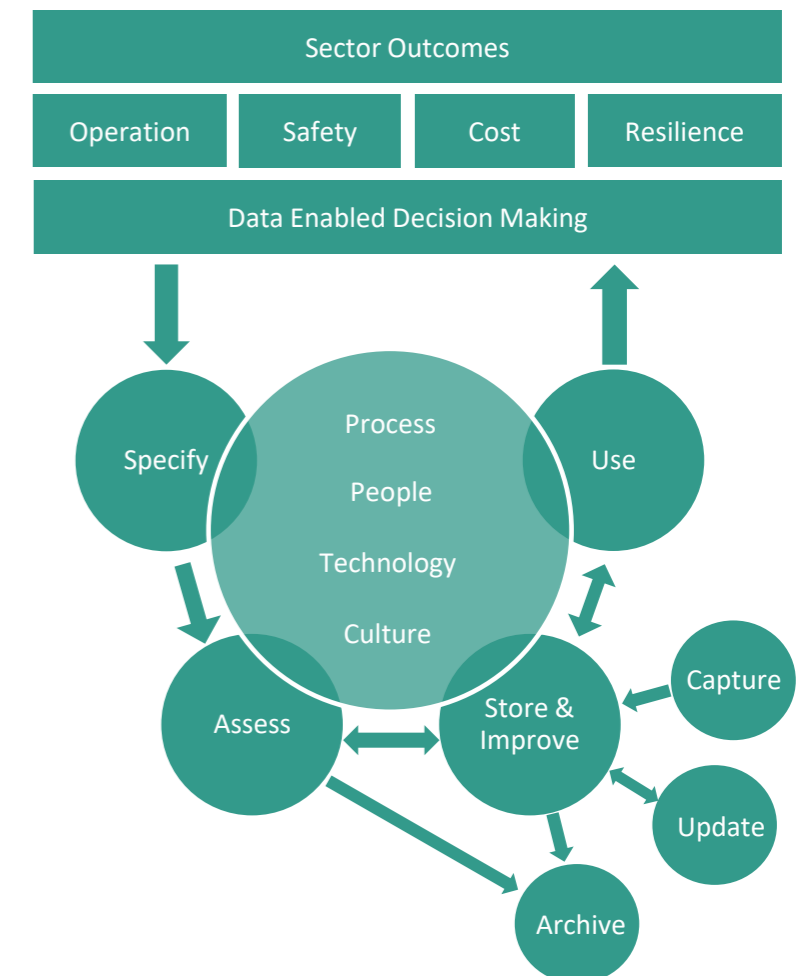 Sector Outcomes
Operation
Safety
Cost
Resilience
Data Enabled Decision Making
Process
People
Technology
Culture
Specify
Use
Assess
Store &
Improve
Capture
Update
Archive